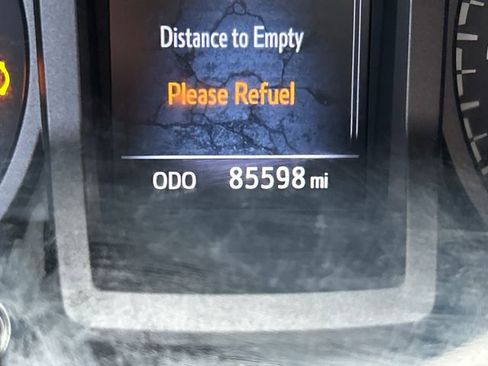 Distance to Empty
Please Refuel
ODO 85598 mi